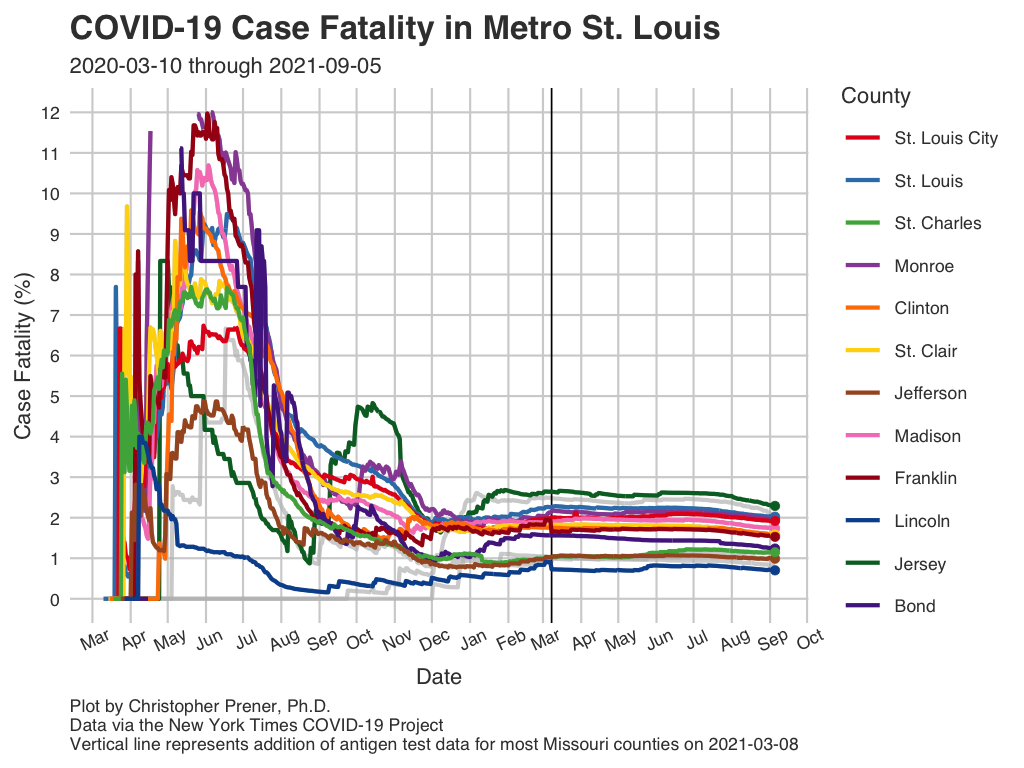 COVID-19 Case Fatality in Metro St. Louis
2020-03-10 through 2021-09-05
County
St. Louis City
St. Louis
St. Charles
Monroe
Clinton
St. Clair
Jefferson
Madison
Franklin
Lincoln
Jersey
Bond
Case Fatality (%)
12
11
10
9
8
7
6
5
4
3
2
1
0
Mar Apr May Jun Jul Aug Sep Oct Nov Dec Jan Feb Mar Apr May Jun Jul Aug Sep Oct
Date
Plot by Christopher Prener, Ph.D.
Data via the New York Times COVID-19 Project
Vertical line represents addition of antigen test data for most Missouri counties on 2021-03-08